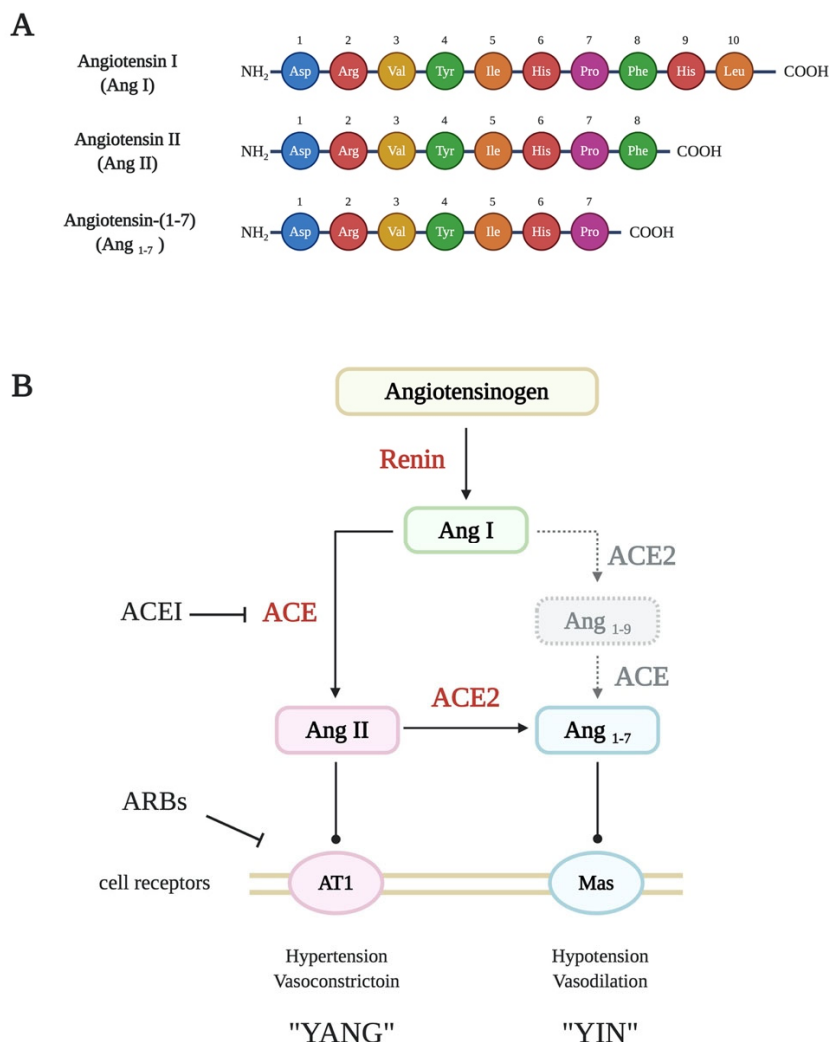 A
Angiotensin I
(Ang I)
1 2 3 4 5 6 7 8 9 10
NH2 Asp Arg Val Tyr Ile His Pro Phe His Leu COOH
Angiotensin II
(Ang II)
1 2 3 4 5 6 7 8
NH2 Asp Arg Val Tyr Ile His Pro Phe COOH
Angiotensin-(1-7)
(Ang 1-7 )
1 2 3 4 5 6 7
NH2 Asp Arg Val Tyr Ile His Pro COOH
B
Angiotensinogen
Renin
Ang I
ACE2
ACEI
ACE
Ang 1-9
ACE
ACE2
Ang II
Ang 1-7
ARBs
cell receptors
AT1
Mas
Hypertension
Vasoconstrictoin
Hypotension
Vasodilation
"YANG"
"YIN"